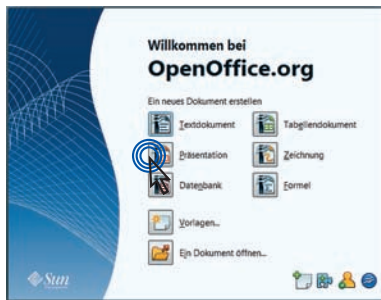 Willkommen bei
OpenOffice.org
Ein neues Dokument erstellen
Textdokument Tabellendokument
Präsentation Zeichnung
Datenbank Formel
Vorlagen...
Ein Dokument öffnen...
Sun